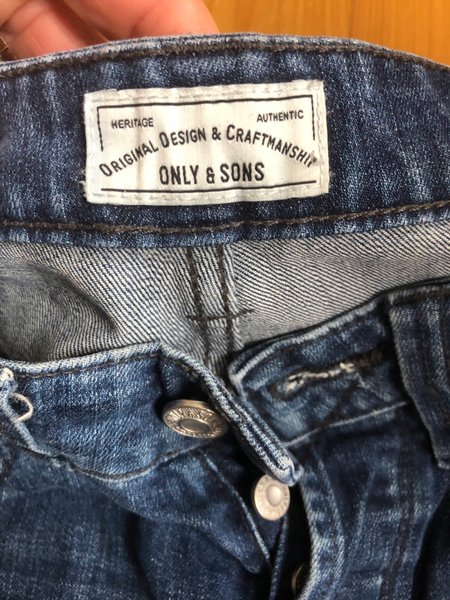 HERITAGE AUTHENTIC
ORIGINAL DESIGN & CRAFTMANSHIP
ONLY & SONS